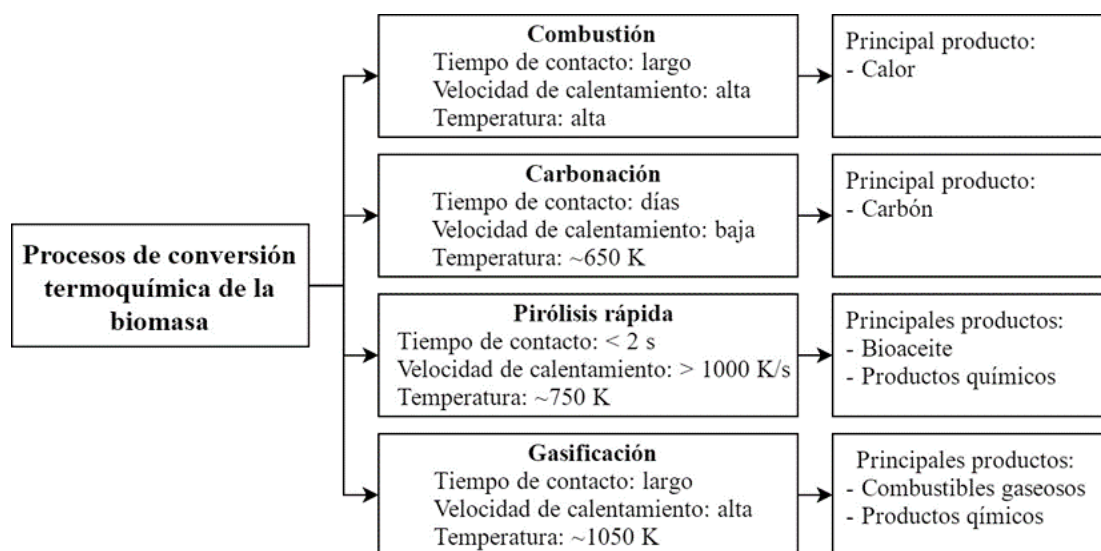 Procesos de conversión
termoquímica de la
biomasa
Combustión
Tiempo de contacto: largo
Velocidad de calentamiento: alta
Temperatura: alta
Principal producto:
- Calor
Carbonación
Tiempo de contacto: días
Velocidad de calentamiento: baja
Temperatura: ~650 K
Principal producto:
- Carbón
Pirólisis rápida
Tiempo de contacto: < 2 s
Velocidad de calentamiento: > 1000 K/s
Temperatura: ~750 K
Principales productos:
- Bioaceite
- Productos químicos
Gasificación
Tiempo de contacto: largo
Velocidad de calentamiento: alta
Temperatura: ~1050 K
Principales productos:
- Combustibles gaseosos
- Productos qímicos